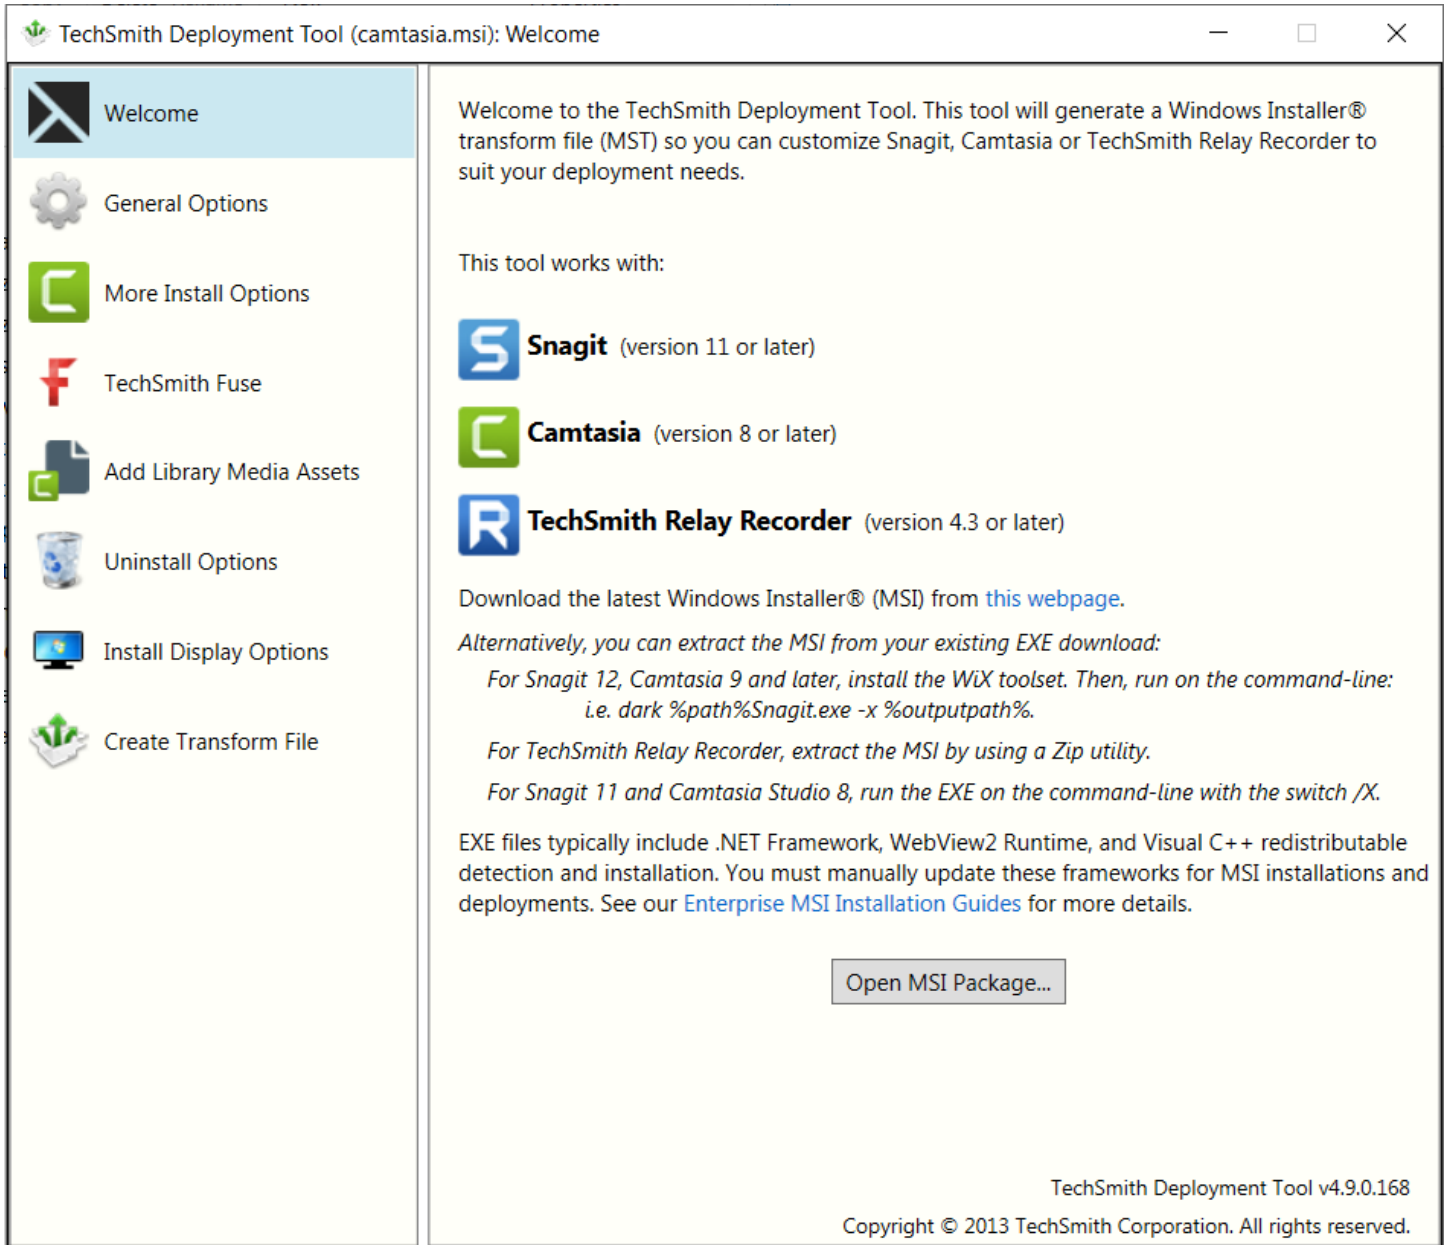 TechSmith Deployment Tool (camtasia.msi): Welcome
Welcome
General Options
More Install Options
TechSmith Fuse
Add Library Media Assets
Uninstall Options
Install Display Options
Create Transform File
Welcome to the TechSmith Deployment Tool. This tool will generate a Windows Installer®
transform file (MST) so you can customize Snagit, Camtasia or TechSmith Relay Recorder to
suit your deployment needs.
This tool works with:
Snagit (version 11 or later)
Camtasia (version 8 or later)
TechSmith Relay Recorder (version 4.3 or later)
Download the latest Windows Installer® (MSI) from this webpage.
Alternatively, you can extract the MSI from your existing EXE download:
For Snagit 12, Camtasia 9 and later, install the WiX toolset. Then, run on the command-line:
i.e. dark %path%Snagit.exe -x %outputpath%.
For TechSmith Relay Recorder, extract the MSI by using a Zip utility.
For Snagit 11 and Camtasia Studio 8, run the EXE on the command-line with the switch /X.
EXE files typically include .NET Framework, WebView2 Runtime, and Visual C++ redistributable
detection and installation. You must manually update these frameworks for MSI installations and
deployments. See our Enterprise MSI Installation Guides for more details.
Open MSI Package...
TechSmith Deployment Tool v4.9.0.168
Copyright © 2013 TechSmith Corporation. All rights reserved.